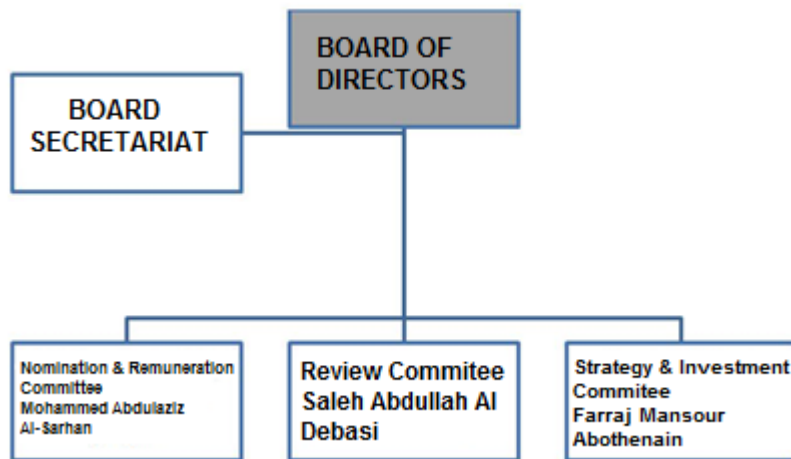 BOARD OF
DIRECTORS
BOARD
SECRETARIAT
Nomination & Remuneration
Committee
Mohammed Abdulaziz
Al-Sarhan
Review Commitee
Saleh Abdullah Al
Debasi
Strategy & Investment
Commitee
Farraj Mansour
Abothenain